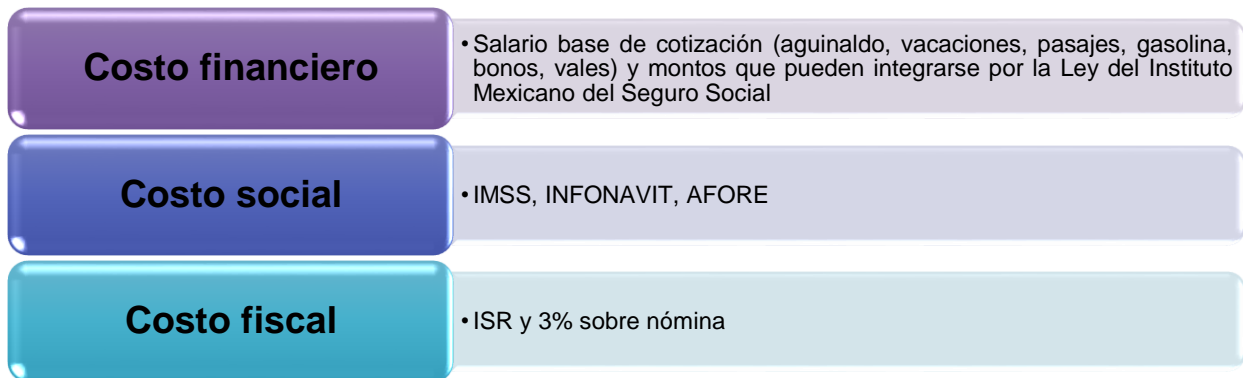 Costo financiero
• Salario base de cotización (aguinaldo, vacaciones, pasajes, gasolina,
bonos, vales) y montos que pueden integrarse por la Ley del Instituto
Mexicano del Seguro Social
Costo social
• IMSS, INFONAVIT, AFORE
Costo fiscal
• ISR y 3% sobre nómina